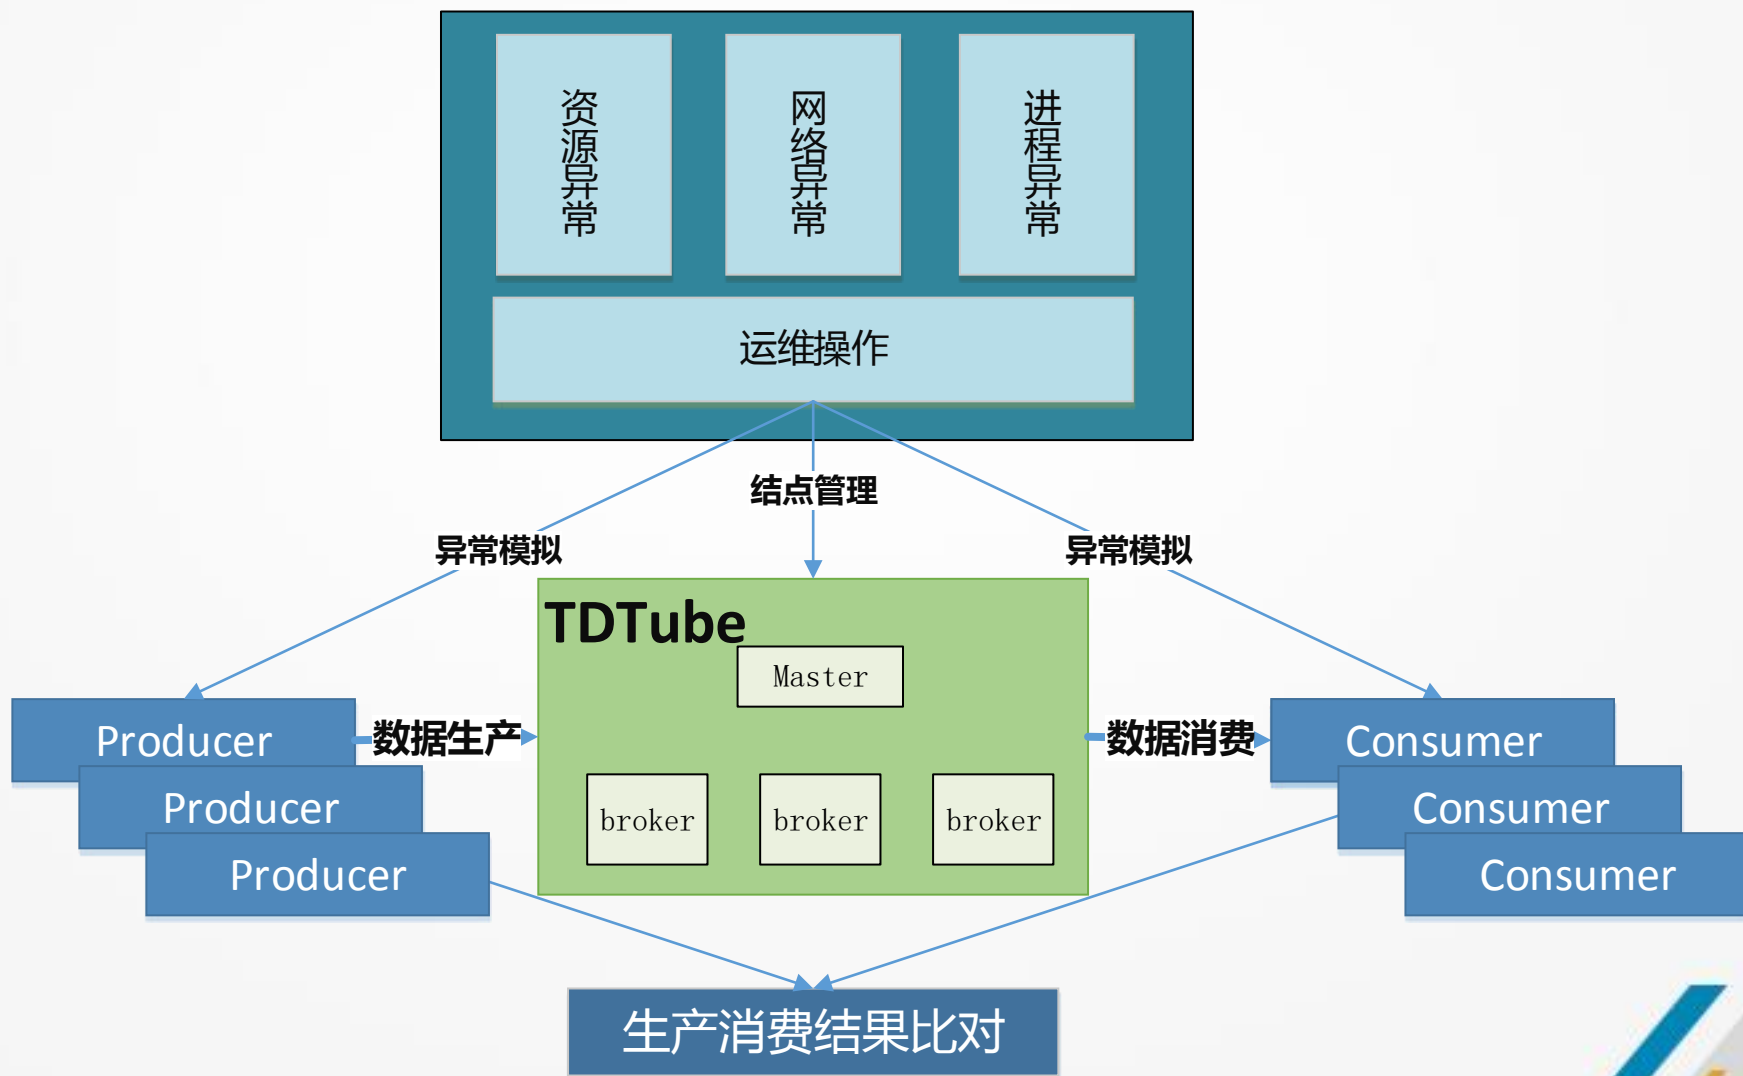 资源异常
网络异常
进程异常
运维操作
结点管理
异常模拟
异常模拟
TDTube
Master
Producer
数据生产
数据消费
Consumer
Producer
broker
broker
broker
Consumer
Producer
Consumer
生产消费结果比对